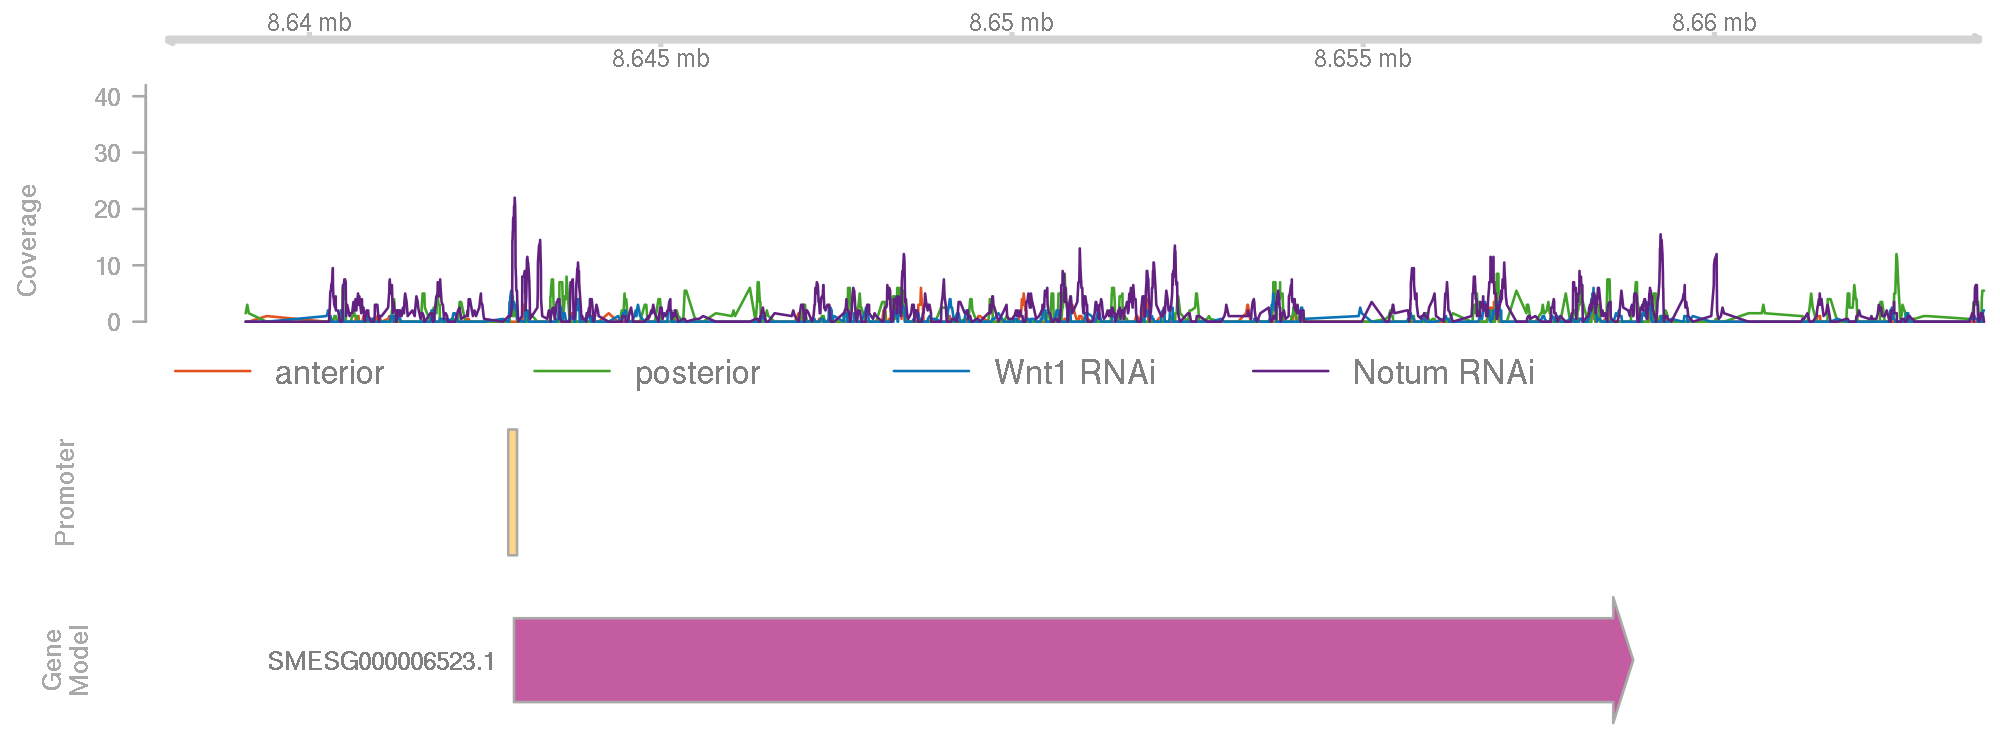 8.64 mb 8.65 mb 8.66 mb
8.645 mb 8.655 mb
Coverage
40
30
20
10
0
anterior posterior Wnt1 RNAi Notum RNAi
Promoter
Gene
Model
SMESG000006523.1